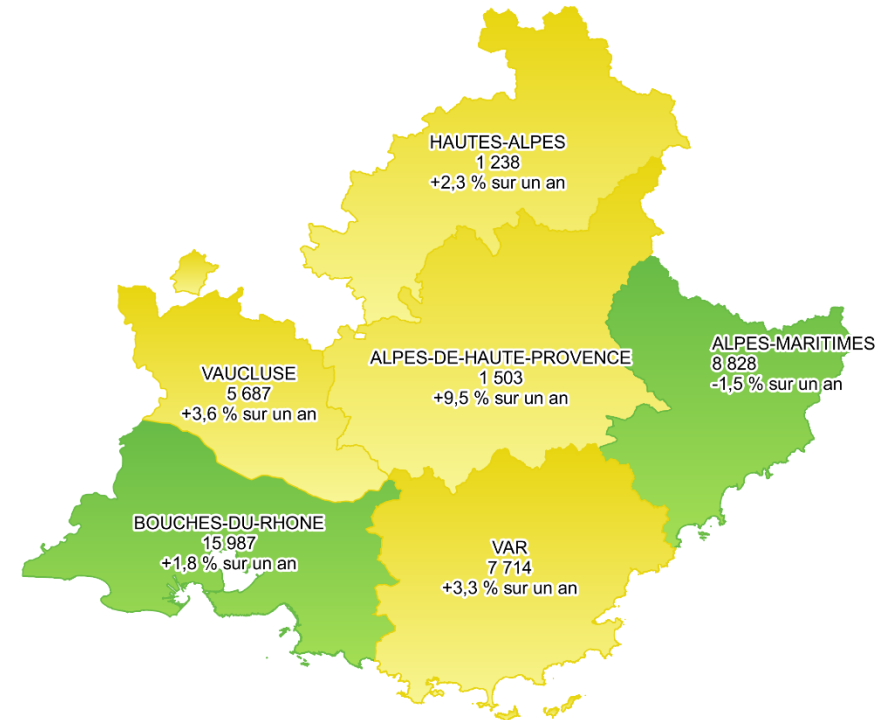 HAUTES-ALPES
1 238
+2,3 % sur un an
ALPES-MARITIMES
8 828
-1,5 % sur un an
ALPES-DE-HAUTE-PROVENCE
1 503
+9,5 % sur un an
VAUCLUSE
5 687
+3,6 % sur un an
BOUCHES-DU-RHONE
15 987
+1,8 % sur un an
VAR
7 714
+3,3 % sur un an